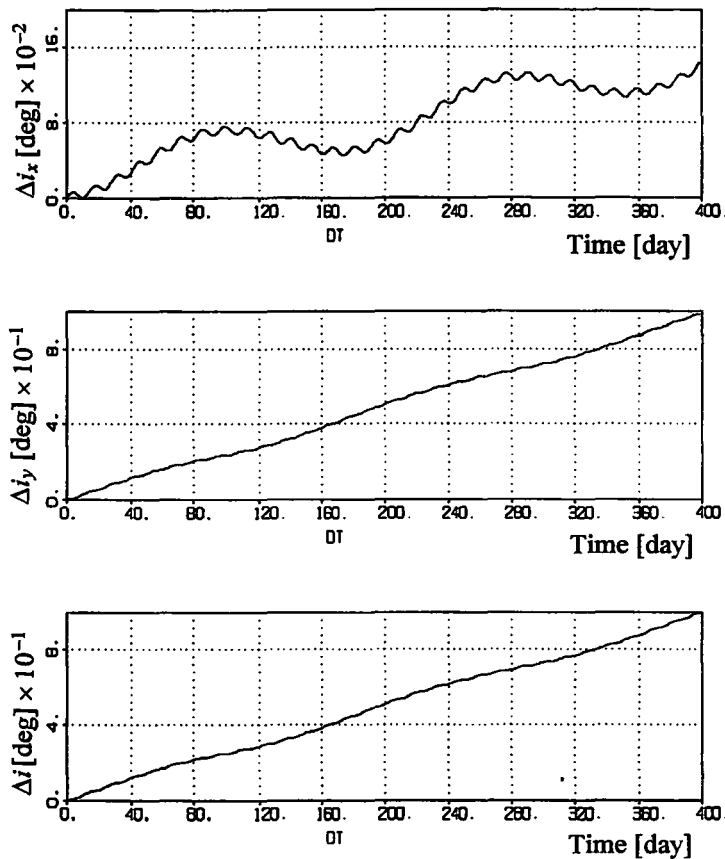 Δi_x [deg] × 10⁻²
16.
8.
0.
0. 40. 80. 120. 160. 200. 240. 280. 320. 360. 400.
DT
Time [day]
Δi_y [deg] × 10⁻¹
8.
4.
0.
0. 40. 80. 120. 160. 200. 240. 280. 320. 360. 400.
DT
Time [day]
Δi [deg] × 10⁻¹
8.
4.
0.
0. 40. 80. 120. 160. 200. 240. 280. 320. 360. 400.
DT
Time [day]